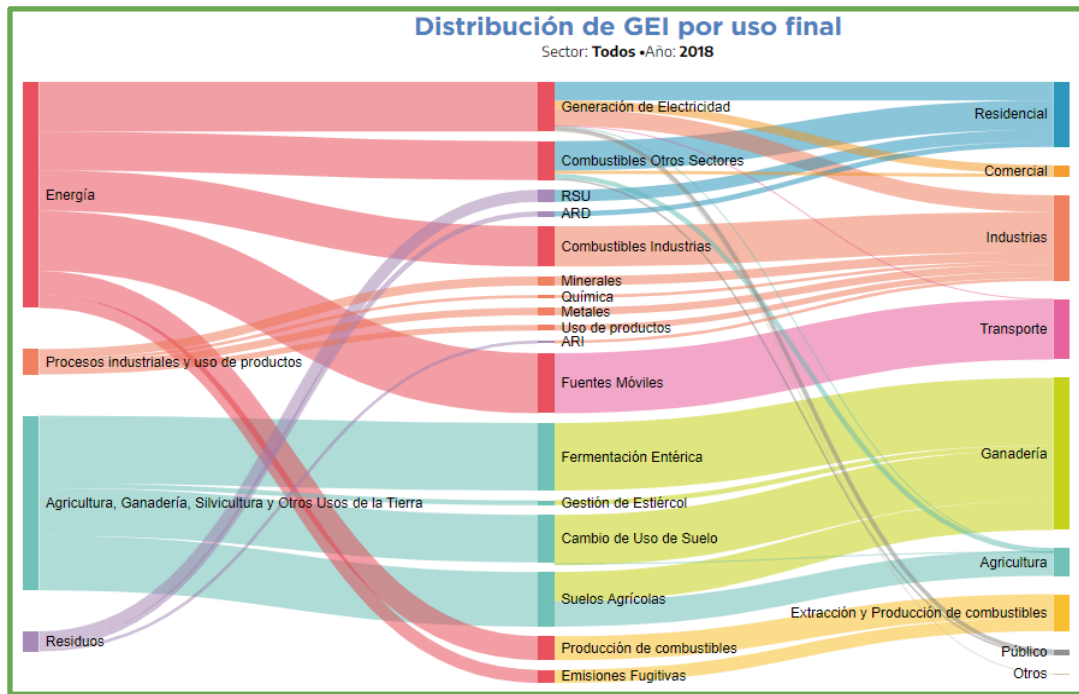 Distribución de GEI por uso final
Sector: Todos •Año: 2018
Energía
Procesos industriales y uso de productos
Agricultura, Ganadería, Silvicultura y Otros Usos de la Tierra
Residuos
Generación de Electricidad
Combustibles Otros Sectores
RSU
ARD
Combustibles Industrias
Minerales
Química
Metales
Uso de productos
ARI
Fuentes Móviles
Fermentación Entérica
Gestión de Estiércol
Cambio de Uso de Suelo
Suelos Agrícolas
Producción de combustibles
Emisiones Fugitivas
Residencial
Comercial
Industrias
Transporte
Ganadería
Agricultura
Extracción y Producción de combustibles
Público
Otros